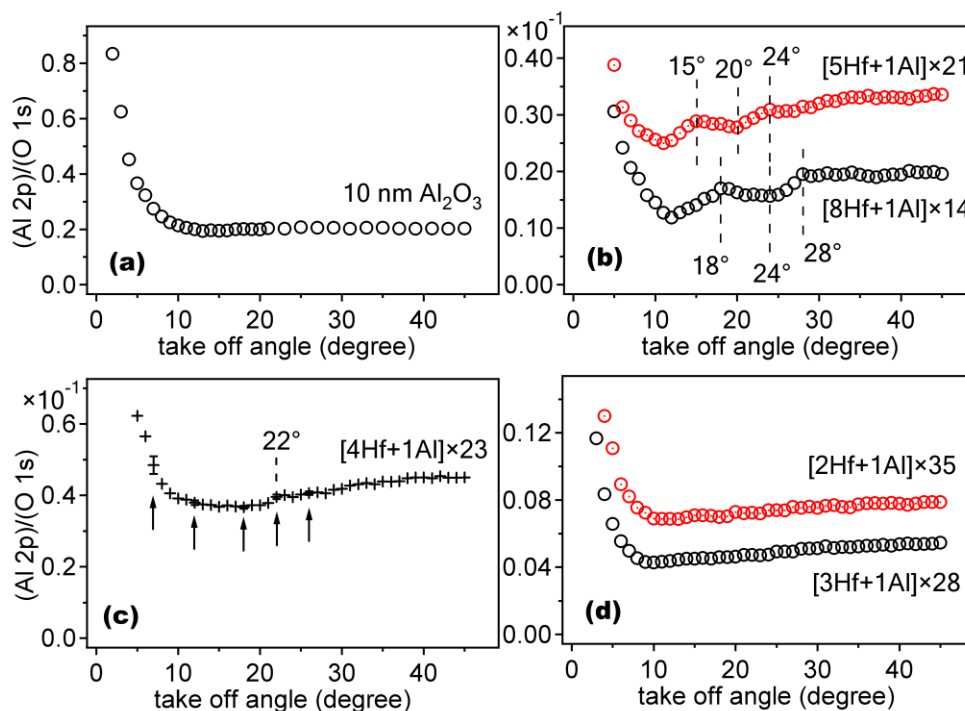 (Al 2p)/(O 1s)
0.8
0.6
0.4
0.2
0.0
10 nm Al₂O₃
(a)
0 10 20 30 40
take off angle (degree)
×10⁻¹
0.40
0.30
0.20
0.10
15° 20° 24°
[5Hf+1Al]×21
[8Hf+1Al]×14
18° 24° 28°
(b)
0 10 20 30 40
take off angle (degree)
(Al 2p)/(O 1s)
×10⁻¹
0.6
0.4
0.2
0.0
22°
[4Hf+1Al]×23
(c)
0 10 20 30 40
take off angle (degree)
0.12
0.08
0.04
0.00
[2Hf+1Al]×35
[3Hf+1Al]×28
(d)
0 10 20 30 40
take off angle (degree)